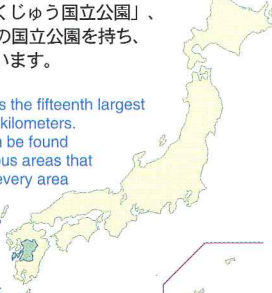 くじゅう国立公園」、
の国立公園を持ち、
います。
s the fifteenth largest
kilometers.
be found
us areas that
every area